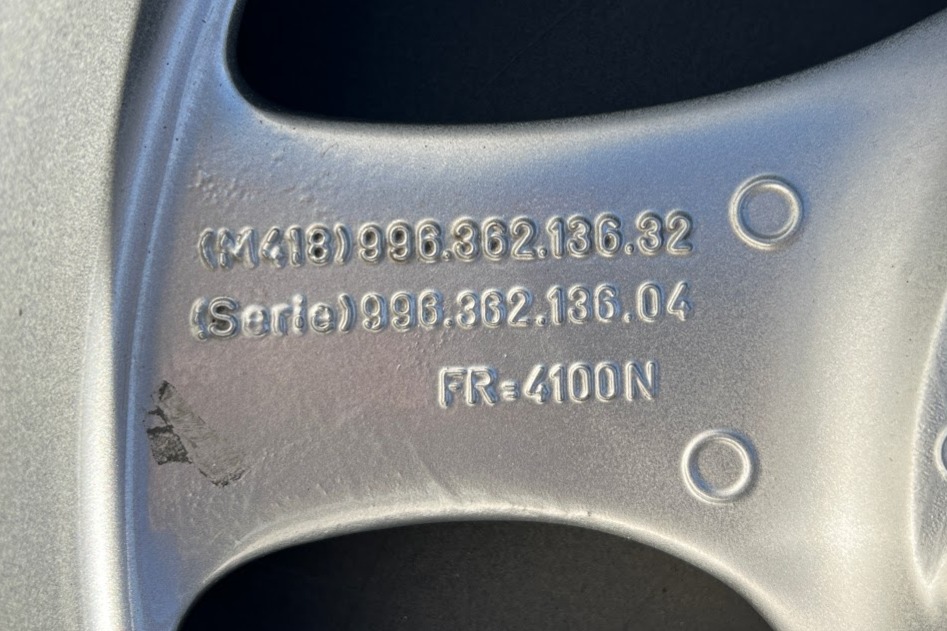 (M418) 996.362.136.32
(Serie) 996.362.136.04
FR=4100N